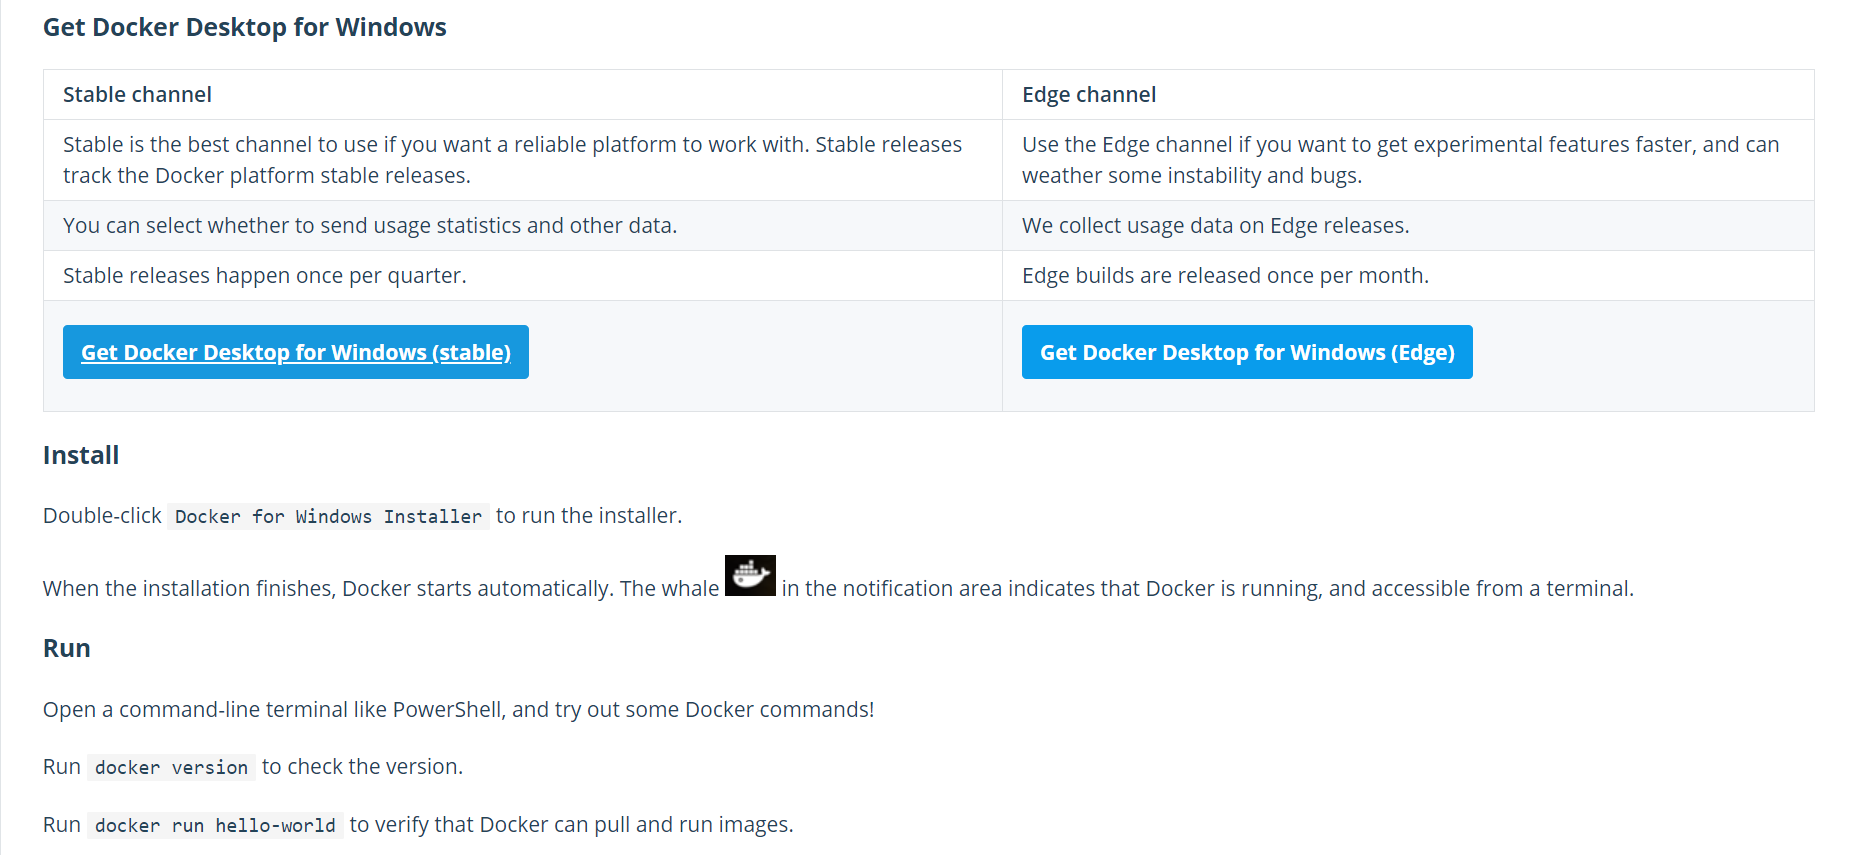 Get Docker Desktop for Windows
Stable channel
Edge channel
Stable is the best channel to use if you want a reliable platform to work with. Stable releases
track the Docker platform stable releases.
Use the Edge channel if you want to get experimental features faster, and can
weather some instability and bugs.
You can select whether to send usage statistics and other data.
We collect usage data on Edge releases.
Stable releases happen once per quarter.
Edge builds are released once per month.
Get Docker Desktop for Windows (stable)
Get Docker Desktop for Windows (Edge)
Install
Double-click Docker for Windows Installer to run the installer.
When the installation finishes, Docker starts automatically. The whale in the notification area indicates that Docker is running, and accessible from a terminal.
Run
Open a command-line terminal like PowerShell, and try out some Docker commands!
Run docker version to check the version.
Run docker run hello-world to verify that Docker can pull and run images.